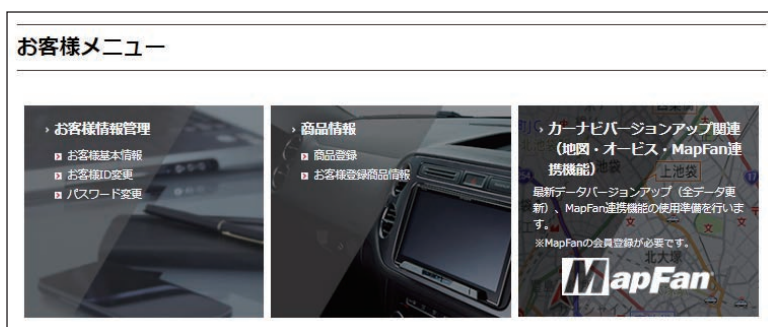 お客様メニュー
お客様情報管理
お客様基本情報
お客様ID変更
パスワード変更
商品情報
商品登録
お客様登録商品情報
カーナビバージョンアップ関連
（地図・オービス・MapFan連
携機能）
最新データバージョンアップ（全データ更
新）、MapFan連携機能の使用準備を行いま
す。
※MapFanの会員登録が必要です。
MapFan
上池袋
北大塚